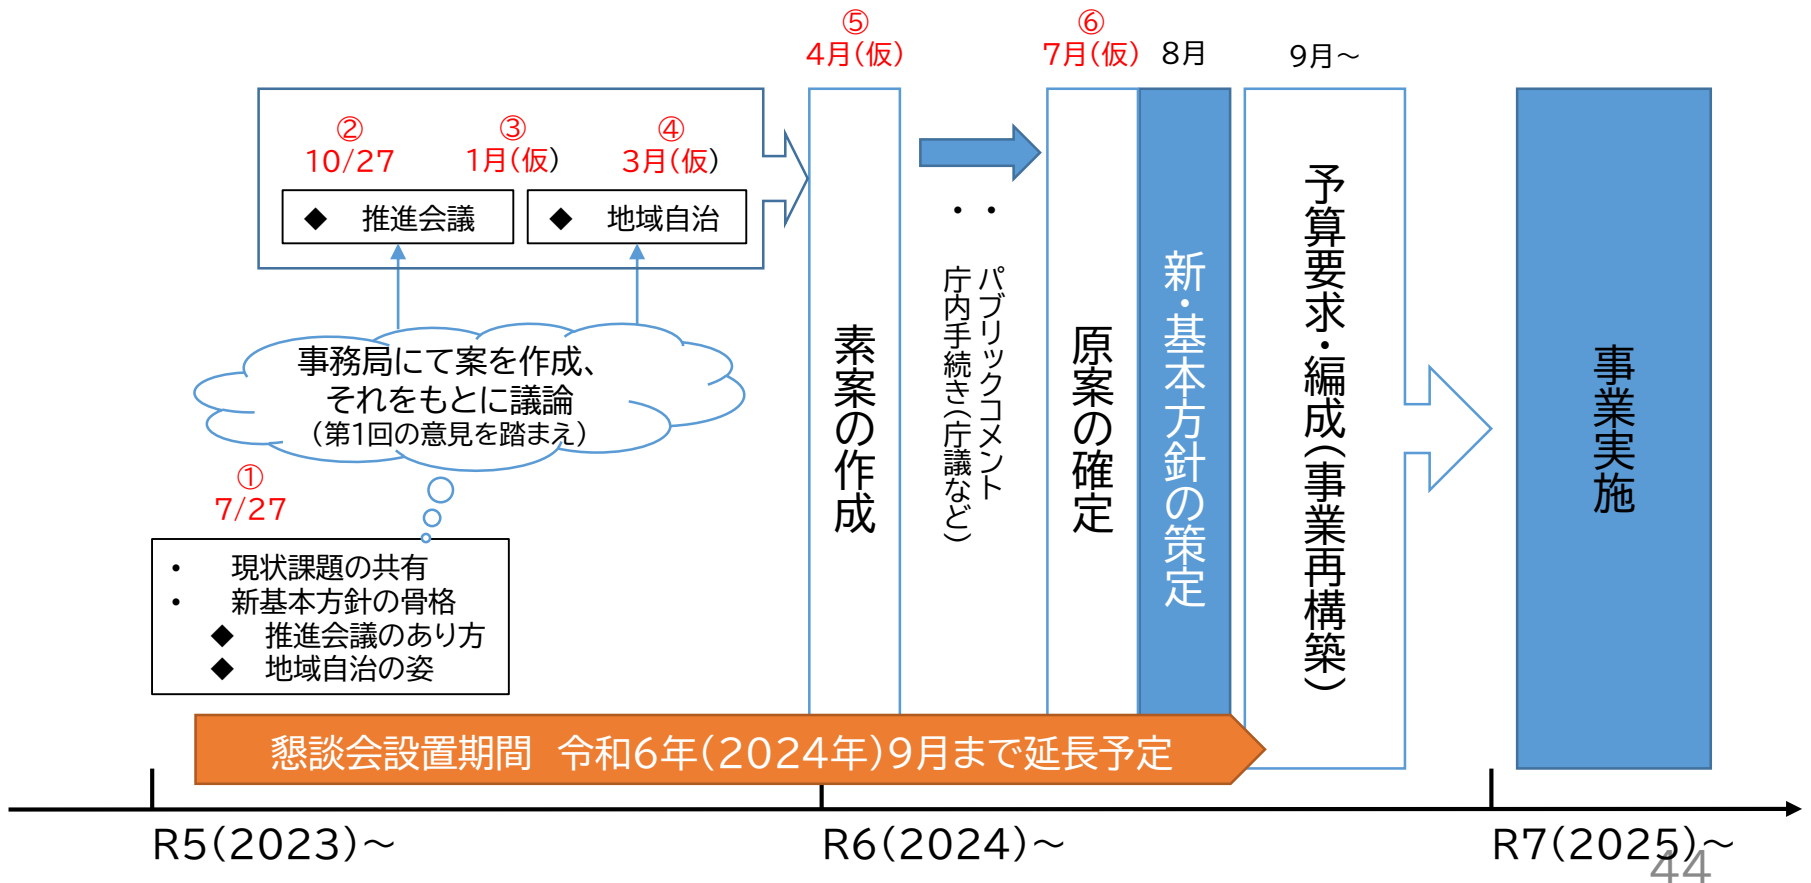 ⑤
4月(仮)
⑥
7月(仮)
8月
9月～
②
10/27
③
1月(仮)
④
3月(仮)
◆ 推進会議
◆ 地域自治
事務局にて案を作成、
それをもとに議論
（第1回の意見を踏まえ）
①
7/27
・ 現状課題の共有
・ 新基本方針の骨格
◆ 推進会議のあり方
◆ 地域自治の姿
素案の作成
・・
パブリックコメント
庁内手続き（庁議など）
原案の確定
新・基本方針の策定
予算要求・編成（事業再構築）
事業実施
懇談会設置期間 令和6年(2024年)9月まで延長予定
R5(2023)～
R6(2024)～
R7(2025)～
44